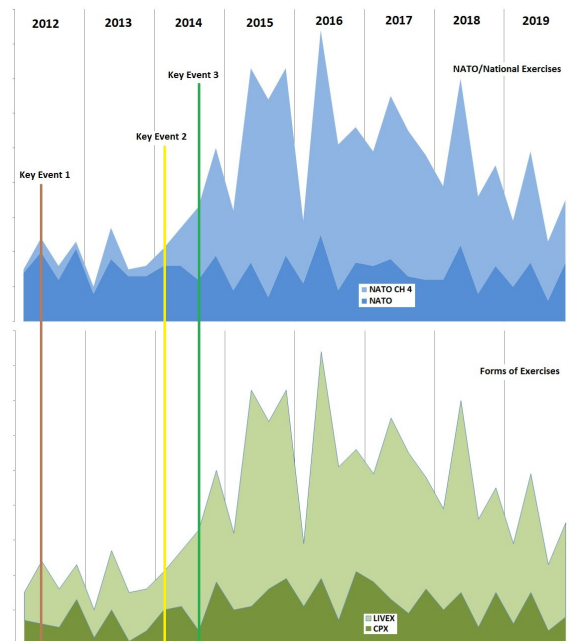 2012 2013 2014 2015 2016 2017 2018 2019
NATO/National Exercises
Key Event 3
Key Event 2
Key Event 1
NATO CH 4
NATO
Forms of Exercises
LIVEX
CPX